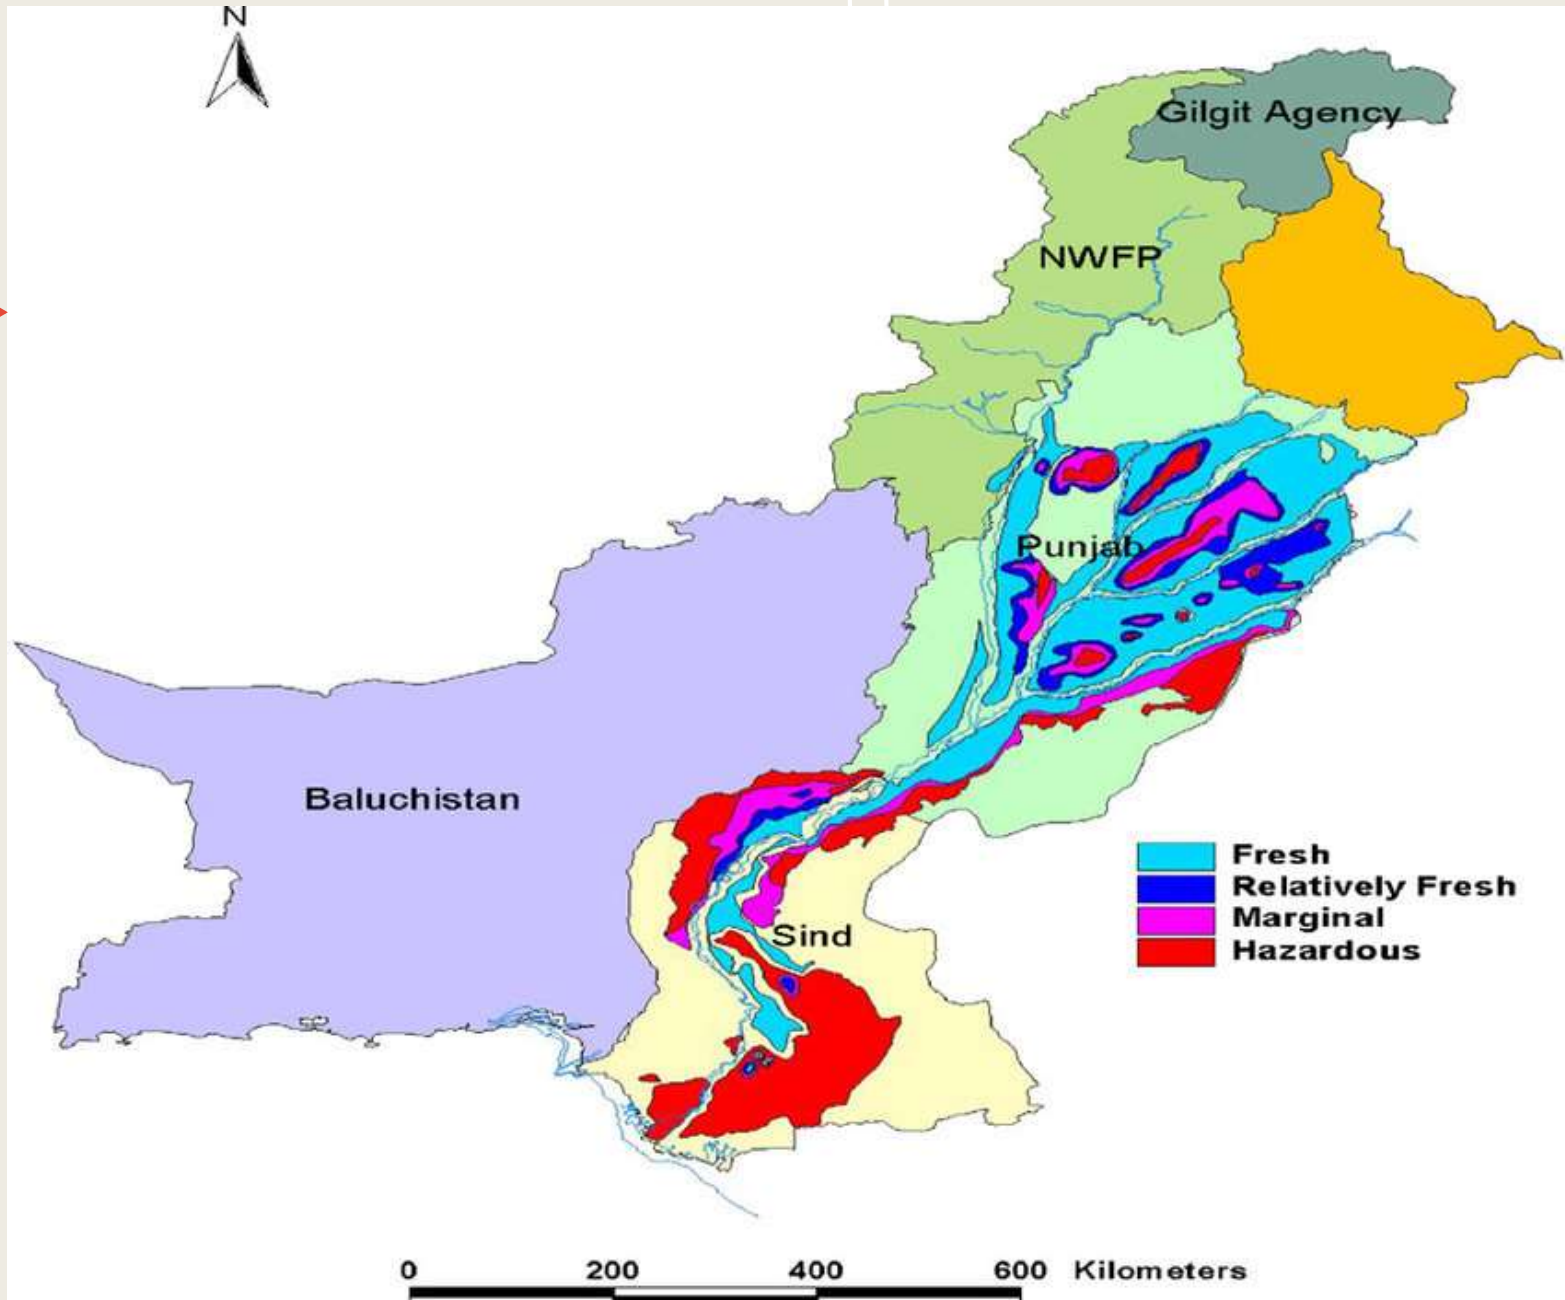 N
Gilgit Agency
NWFP
Punjab
Baluchistan
Fresh
Relatively Fresh
Marginal
Hazardous
Sind
0 200 400 600 Kilometers